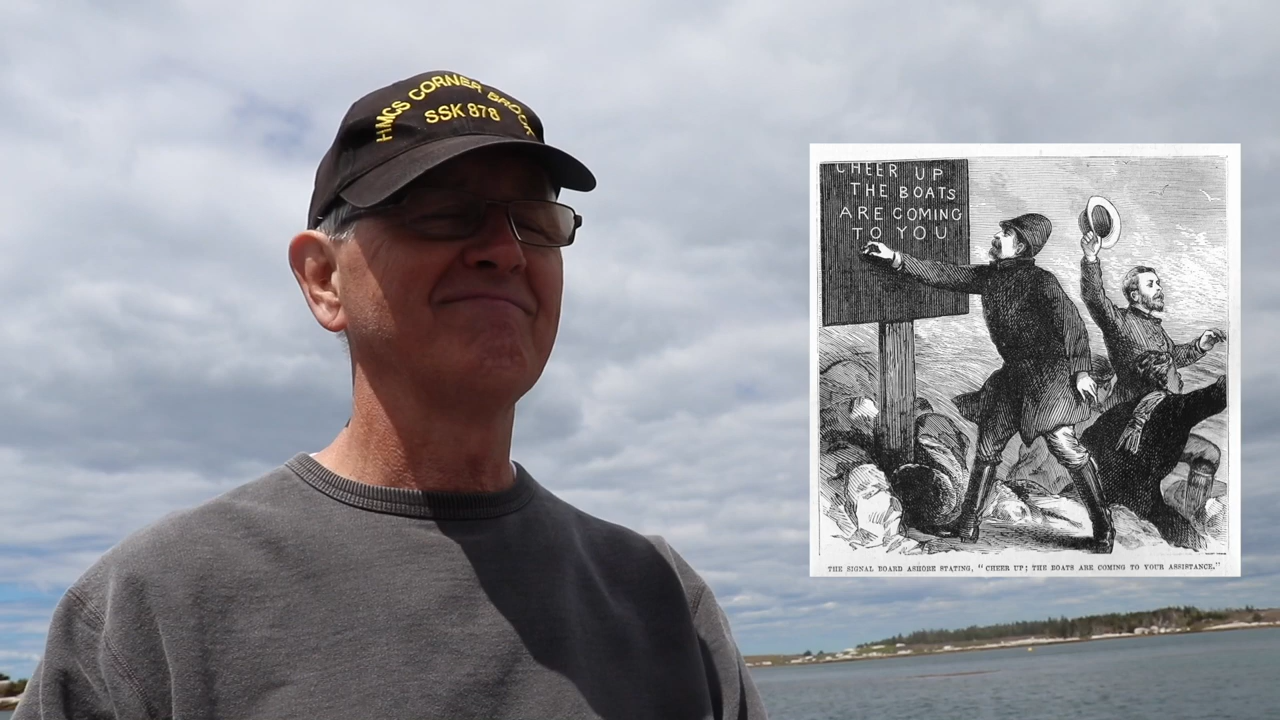 HMCS CORNER BROOK
SSK 878
CHEER UP
THE BOATS
ARE COMING
TO YOU
THE SIGNAL BOARD ASHORE STATING, "CHEER UP; THE BOATS ARE COMING TO YOUR ASSISTANCE."